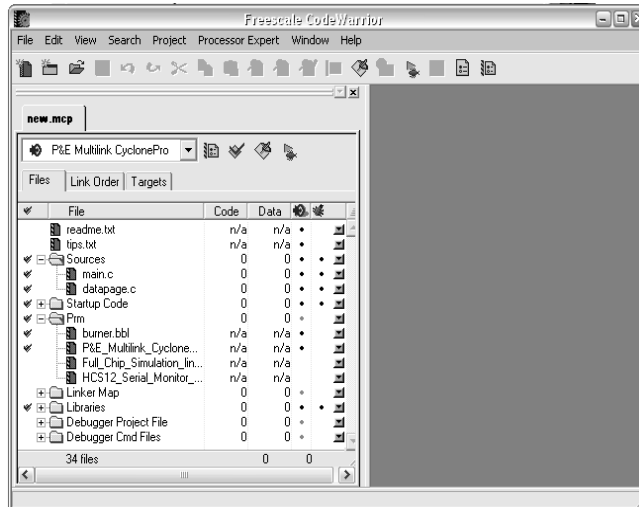 Freescale CodeWarrior
File Edit View Search Project Processor Expert Window Help
new.mcp
P&E Multilink CyclonePro
Files Link Order Targets
File Code Data
readme.txt n/a n/a
tips.txt n/a n/a
Sources 0 0
main.c 0 0
datapage.c 0 0
Startup Code 0 0
Prm 0 0
burner.bbl n/a n/a
P&E_Multilink_Cyclone... n/a n/a
Full_Chip_Simulation_lin... n/a n/a
HCS12_Serial_Monitor_... n/a n/a
Linker Map 0 0
Libraries 0 0
Debugger Project File 0 0
Debugger Cmd Files 0 0
34 files 0 0